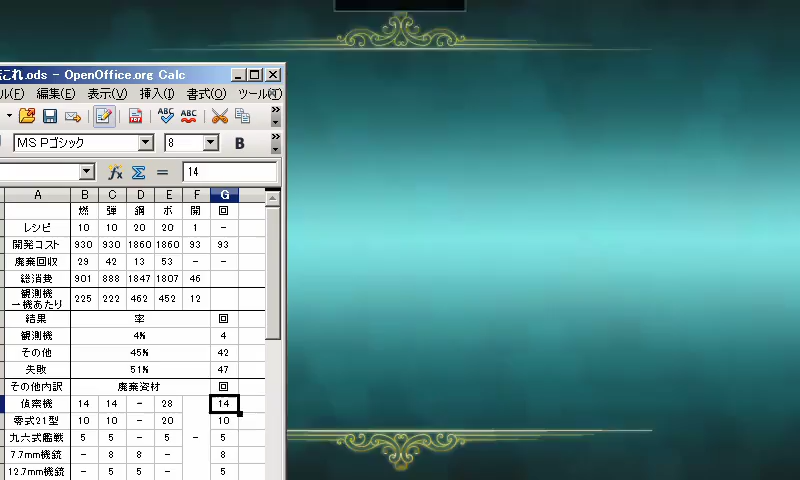 これ.ods - OpenOffice.org Calc
ル(F) 編集(E) 表示(V) 挿入(I) 書式(O) ツール(T)
MS Pゴシック 8 B
14
A B C D E F G
燃 弾 鋼 ボ 開 回
レシピ 10 10 20 20 1 -
開発コスト 930 930 1860 1860 93 93
廃棄回収 29 42 13 53 - -
総消費 901 888 1847 1807 46
観測機
一機あたり 225 222 462 452 12
結果 率 回
観測機 4% 4
その他 45% 42
失敗 51% 47
その他内訳 廃棄資材 回
偵察機 14 14 - 28 14
零式21型 10 10 - 20 10
九六式艦戦 5 5 - 5 - 5
7.7mm機銃 - 8 8 - 8
12.7mm機銃 - 5 5 - 5